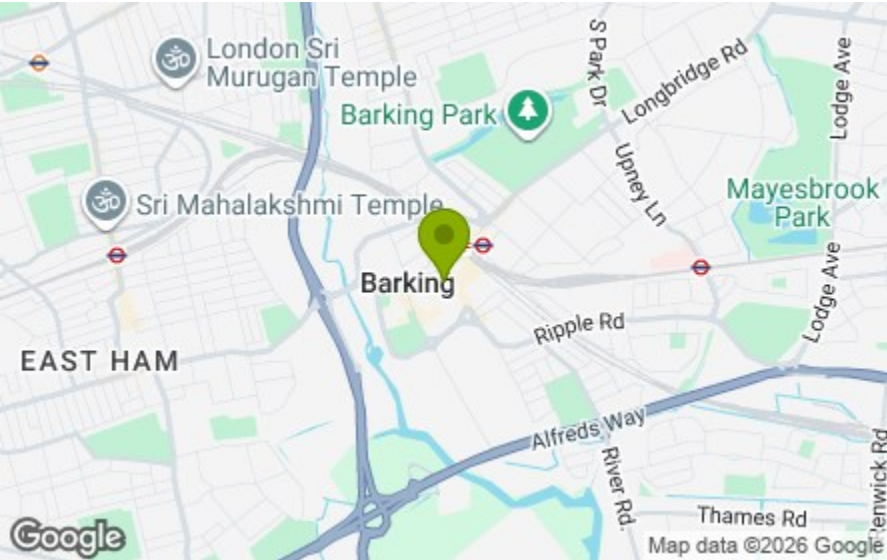 London Sri
Murugan Temple
S Park Dr
Longbridge Rd
Lodge Ave
Barking Park
Upney Ln
Sri Mahalakshmi Temple
Mayesbrook
Park
Barking
Lodge Ave
Ripple Rd
EAST HAM
Alfreds Way
River Rd
Renwick Rd
Thames Rd
Google
Map data ©2026 Google